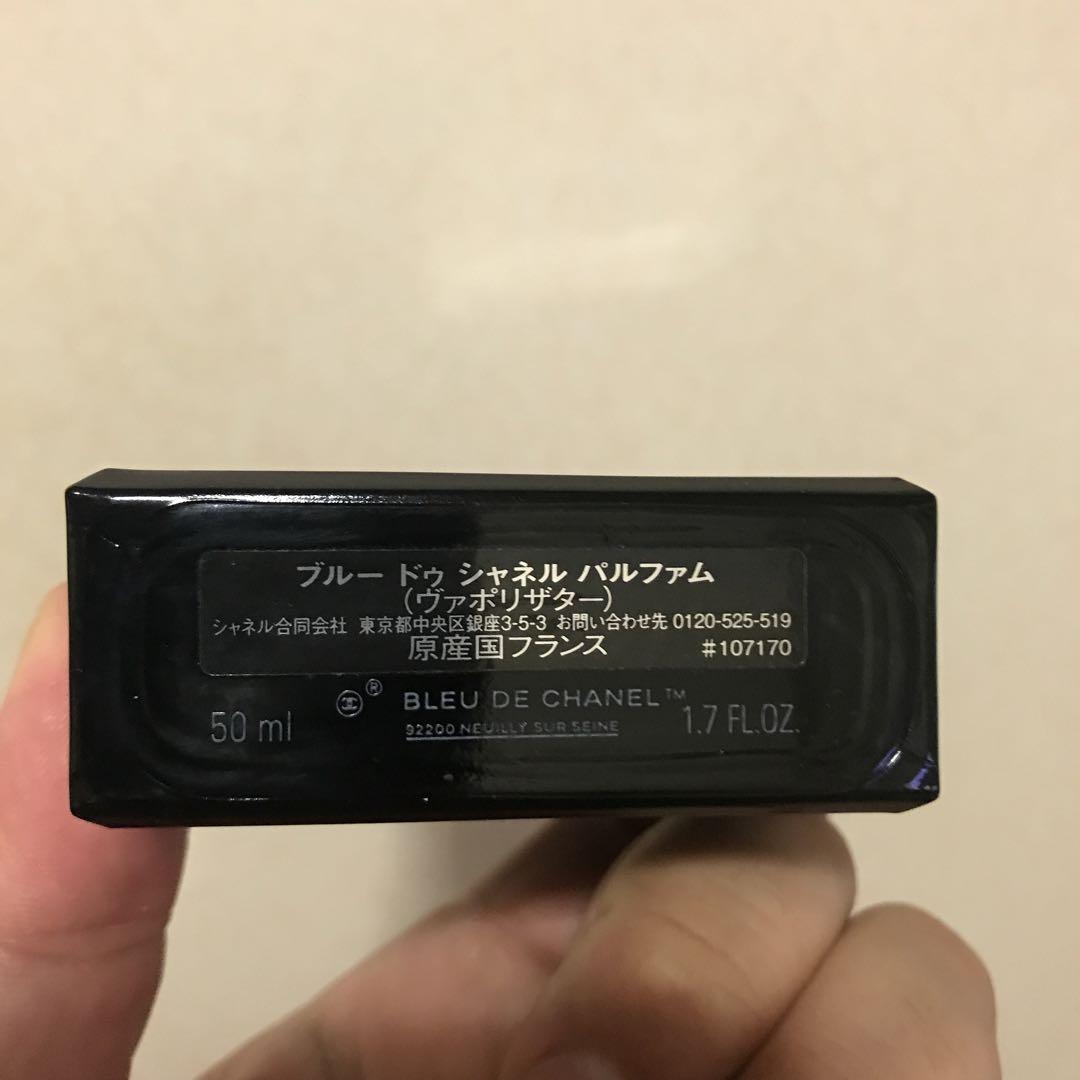 ブルー ドゥ シャネル パルファム
(ヴァポリザター)
シャネル合同会社 東京都中央区銀座3-5-3 お問い合わせ先 0120-525-519
原産国フランス #107170
® BLEU DE CHANEL™
50 ml 92200 NEUILLY SUR SEINE 1.7 FL.OZ.